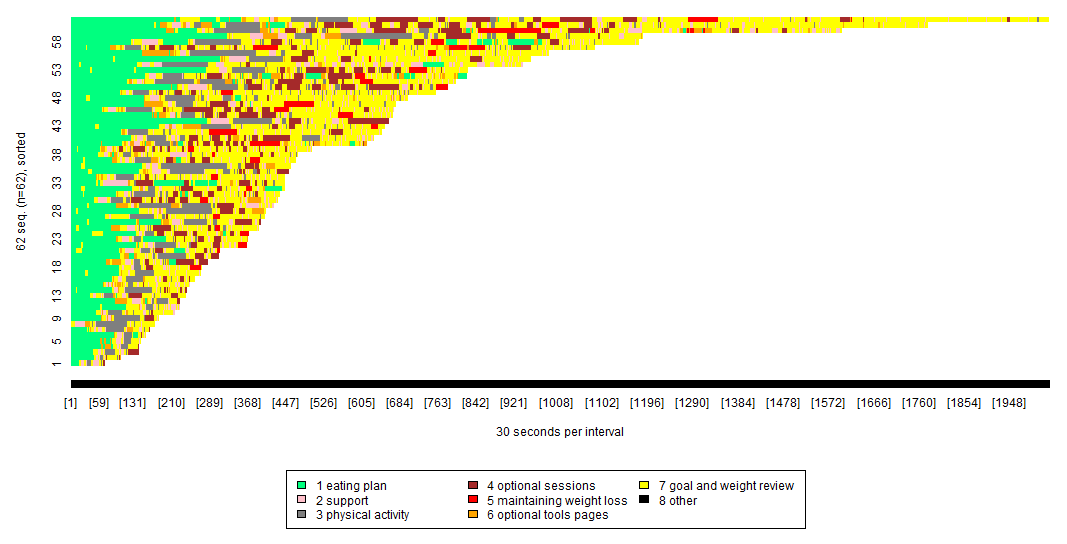 62 seq. (n=62), sorted
58
53
48
43
38
33
28
23
18
13
9
5
1
[1] [59] [131] [210] [289] [368] [447] [526] [605] [684] [763] [842] [921] [1008] [1102] [1196] [1290] [1384] [1478] [1572] [1666] [1760] [1854] [1948]
30 seconds per interval
1 eating plan 4 optional sessions 7 goal and weight review
2 support 5 maintaining weight loss 8 other
3 physical activity 6 optional tools pages